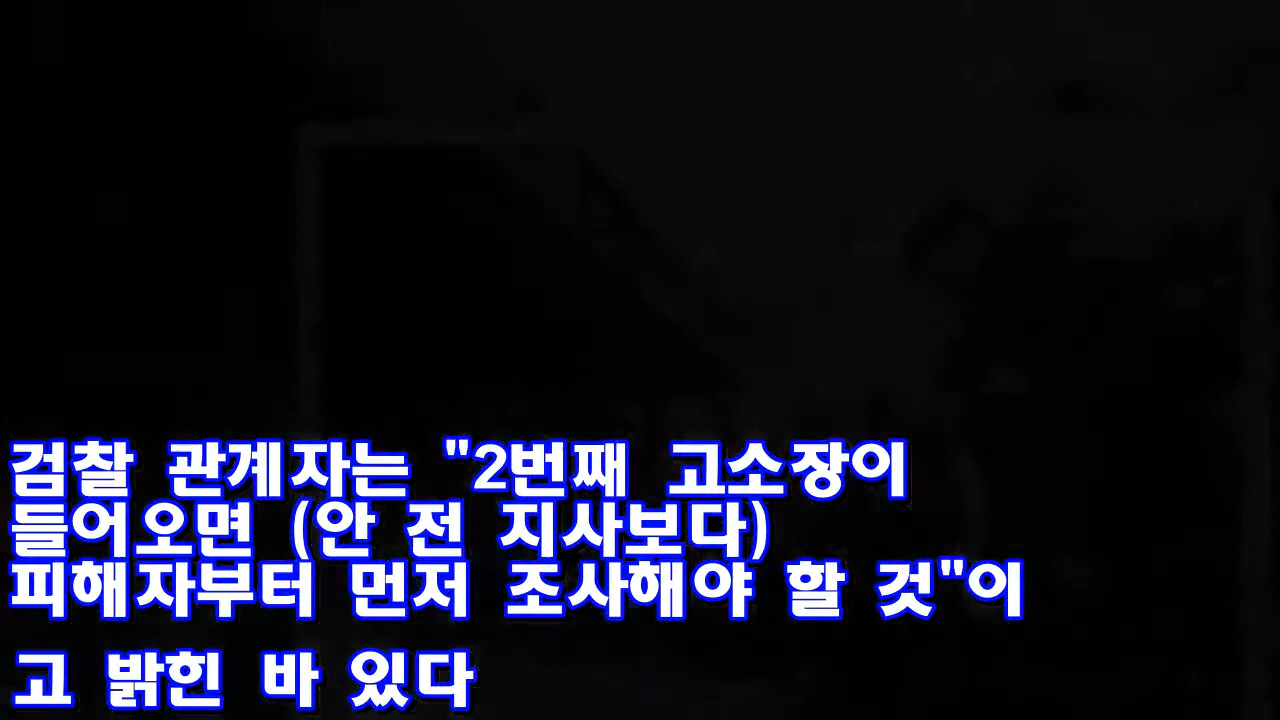 검찰 관계자는 "2번째 고소장이
들어오면 (안 전 지사보다)
피해자부터 먼저 조사해야 할 것"이
고 밝힌 바 있다